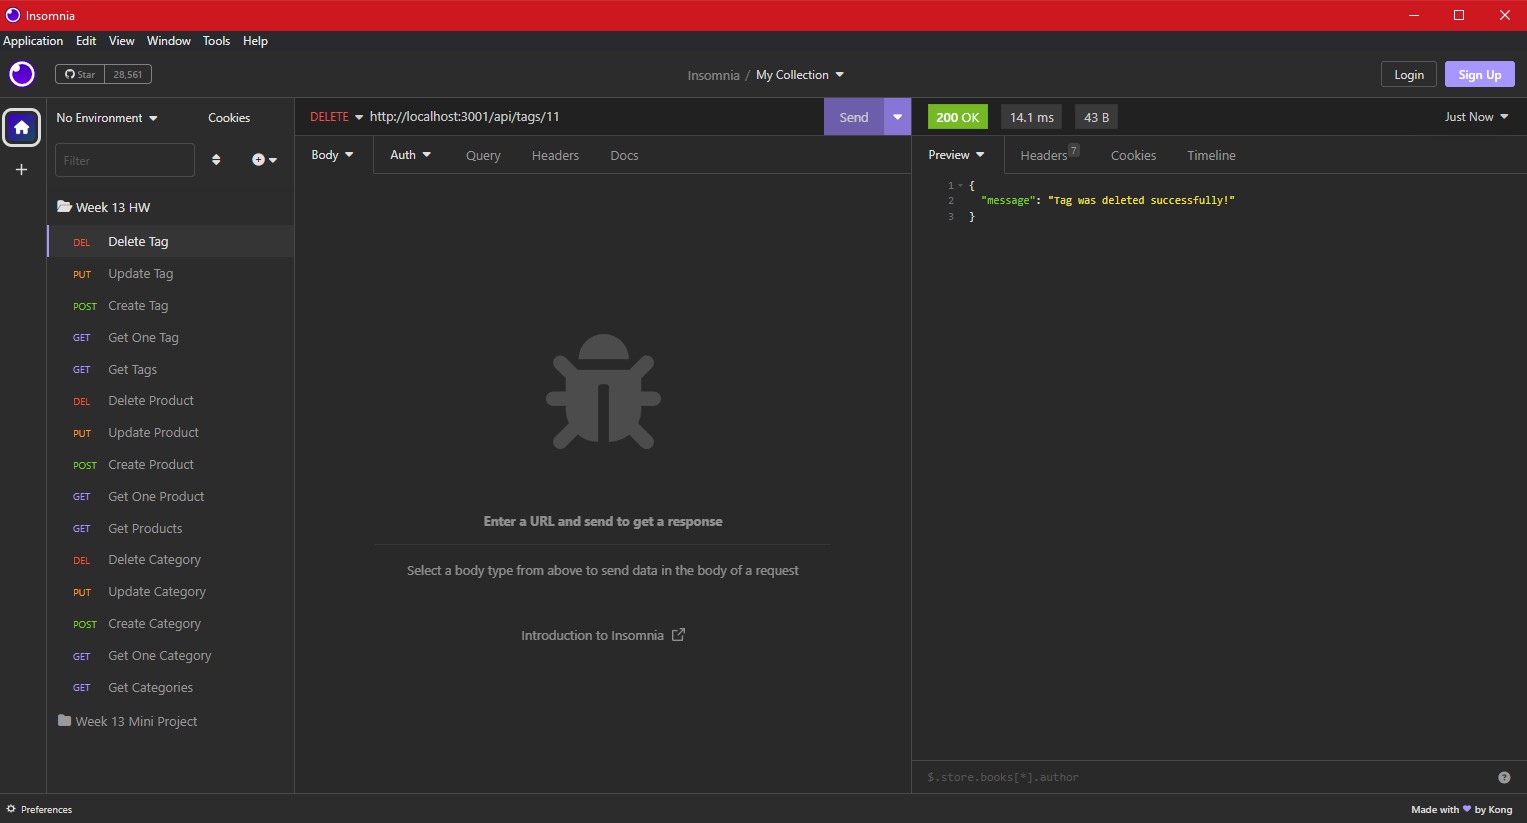 Insomnia
Application Edit View Window Tools Help
Star 28,561
Insomnia / My Collection
Login Sign Up
No Environment Cookies
Filter
Week 13 HW
DEL Delete Tag
PUT Update Tag
POST Create Tag
GET Get One Tag
GET Get Tags
DEL Delete Product
PUT Update Product
POST Create Product
GET Get One Product
GET Get Products
DEL Delete Category
PUT Update Category
POST Create Category
GET Get One Category
GET Get Categories
Week 13 Mini Project
DELETE http://localhost:3001/api/tags/11 Send
Body Auth Query Headers Docs
Enter a URL and send to get a response
Select a body type from above to send data in the body of a request
Introduction to Insomnia
200 OK 14.1 ms 43 B Just Now
Preview Headers 7 Cookies Timeline
1 {
2 "message": "Tag was deleted successfully!"
3 }
$.store.books[*].author
Preferences
Made with ♥ by Kong